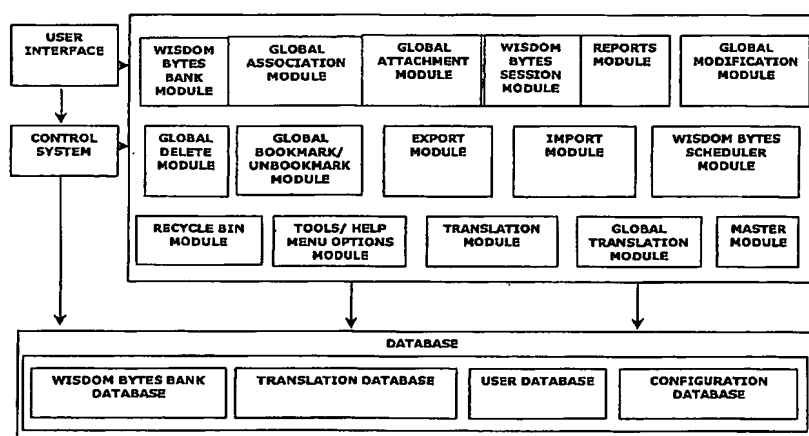 USER
INTERFACE
CONTROL
SYSTEM
WISDOM
BYTES
BANK
MODULE
GLOBAL
ASSOCIATION
MODULE
GLOBAL
ATTACHMENT
MODULE
WISDOM
BYTES
SESSION
MODULE
REPORTS
MODULE
GLOBAL
MODIFICATION
MODULE
GLOBAL
DELETE
MODULE
GLOBAL
BOOKMARK/
UNBOOKMARK
MODULE
EXPORT
MODULE
IMPORT
MODULE
WISDOM BYTES
SCHEDULER
MODULE
RECYCLE BIN
MODULE
TOOLS/ HELP
MENU OPTIONS
MODULE
TRANSLATION
MODULE
GLOBAL
TRANSLATION
MODULE
MASTER
MODULE
DATABASE
WISDOM BYTES BANK
DATABASE
TRANSLATION DATABASE
USER DATABASE
CONFIGURATION
DATABASE